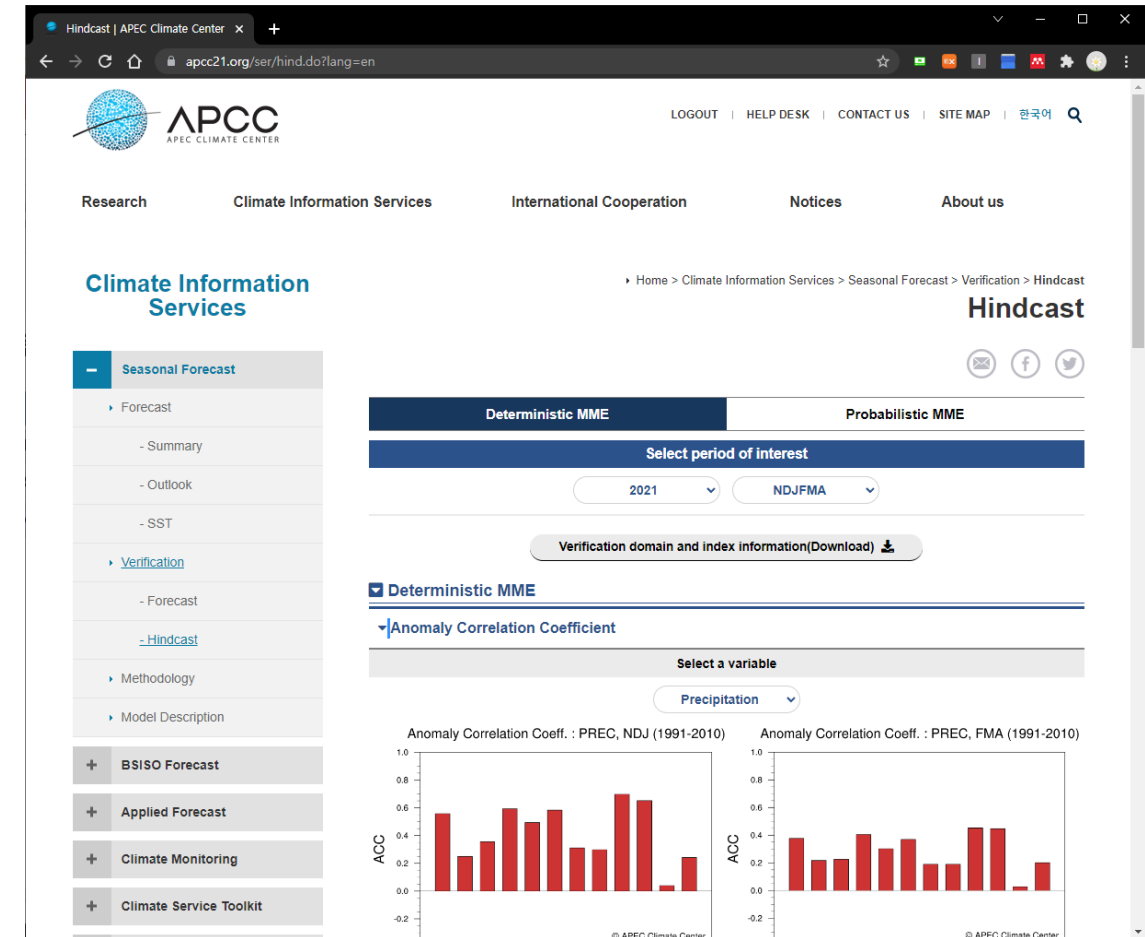 Hindcast | APEC Climate Center
apcc21.org/ser/hind.do?lang=en
APCC
APEC CLIMATE CENTER
LOGOUT | HELP DESK | CONTACT US | SITE MAP | 한국어
Research Climate Information Services International Cooperation Notices About us
Climate Information
Services
Home > Climate Information Services > Seasonal Forecast > Verification > Hindcast
Hindcast
Seasonal Forecast
Forecast
- Summary
- Outlook
- SST
Verification
- Forecast
- Hindcast
Methodology
Model Description
BSISO Forecast
Applied Forecast
Climate Monitoring
Climate Service Toolkit
Deterministic MME Probabilistic MME
Select period of interest
2021 NDJFMA
Verification domain and index information(Download)
Deterministic MME
Anomaly Correlation Coefficient
Select a variable
Precipitation
Anomaly Correlation Coeff. : PREC, NDJ (1991-2010)
1.0
0.8
0.6
0.4
0.2
0.0
-0.2
ACC
© APEC Climate Center
Anomaly Correlation Coeff. : PREC, FMA (1991-2010)
1.0
0.8
0.6
0.4
0.2
0.0
-0.2
ACC
© APEC Climate Center